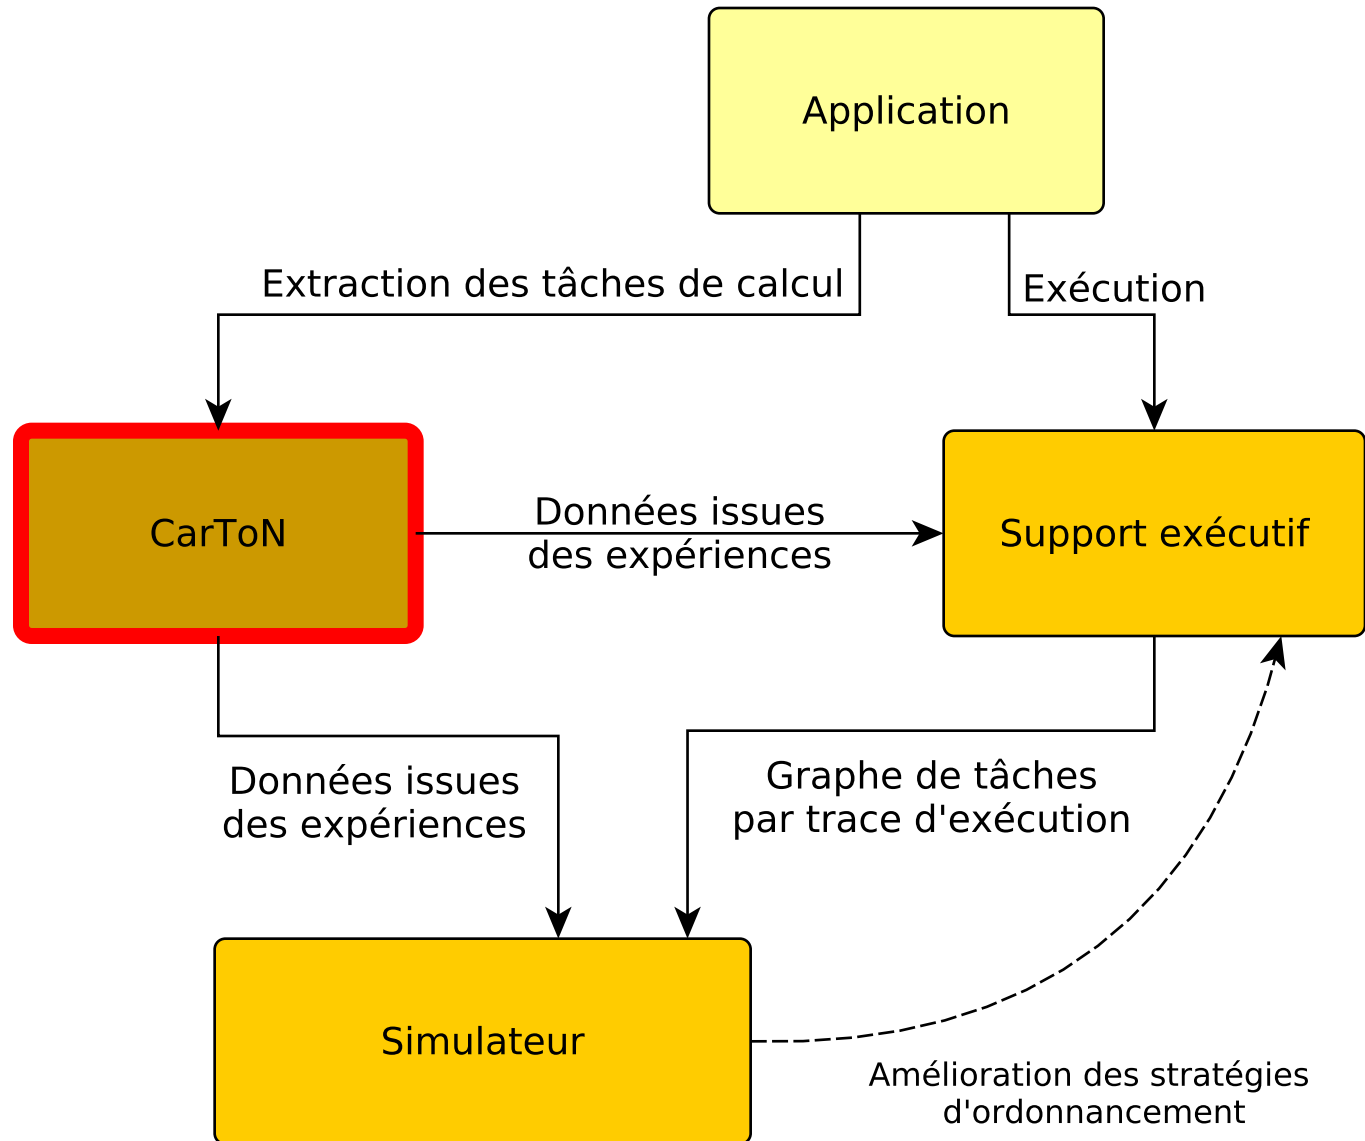 Application
Extraction des tâches de calcul
Exécution
CarToN
Données issues
des expériences
Support exécutif
Données issues
des expériences
Graphe de tâches
par trace d'exécution
Simulateur
Amélioration des stratégies
d'ordonnancement